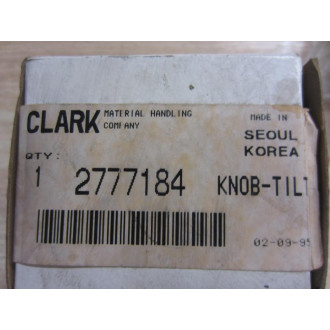 CLARK MATERIAL HANDLING
COMPANY
MADE IN
SEOUL
KOREA
QTY:
1 2777184 KNOB-TILT
02-09-95